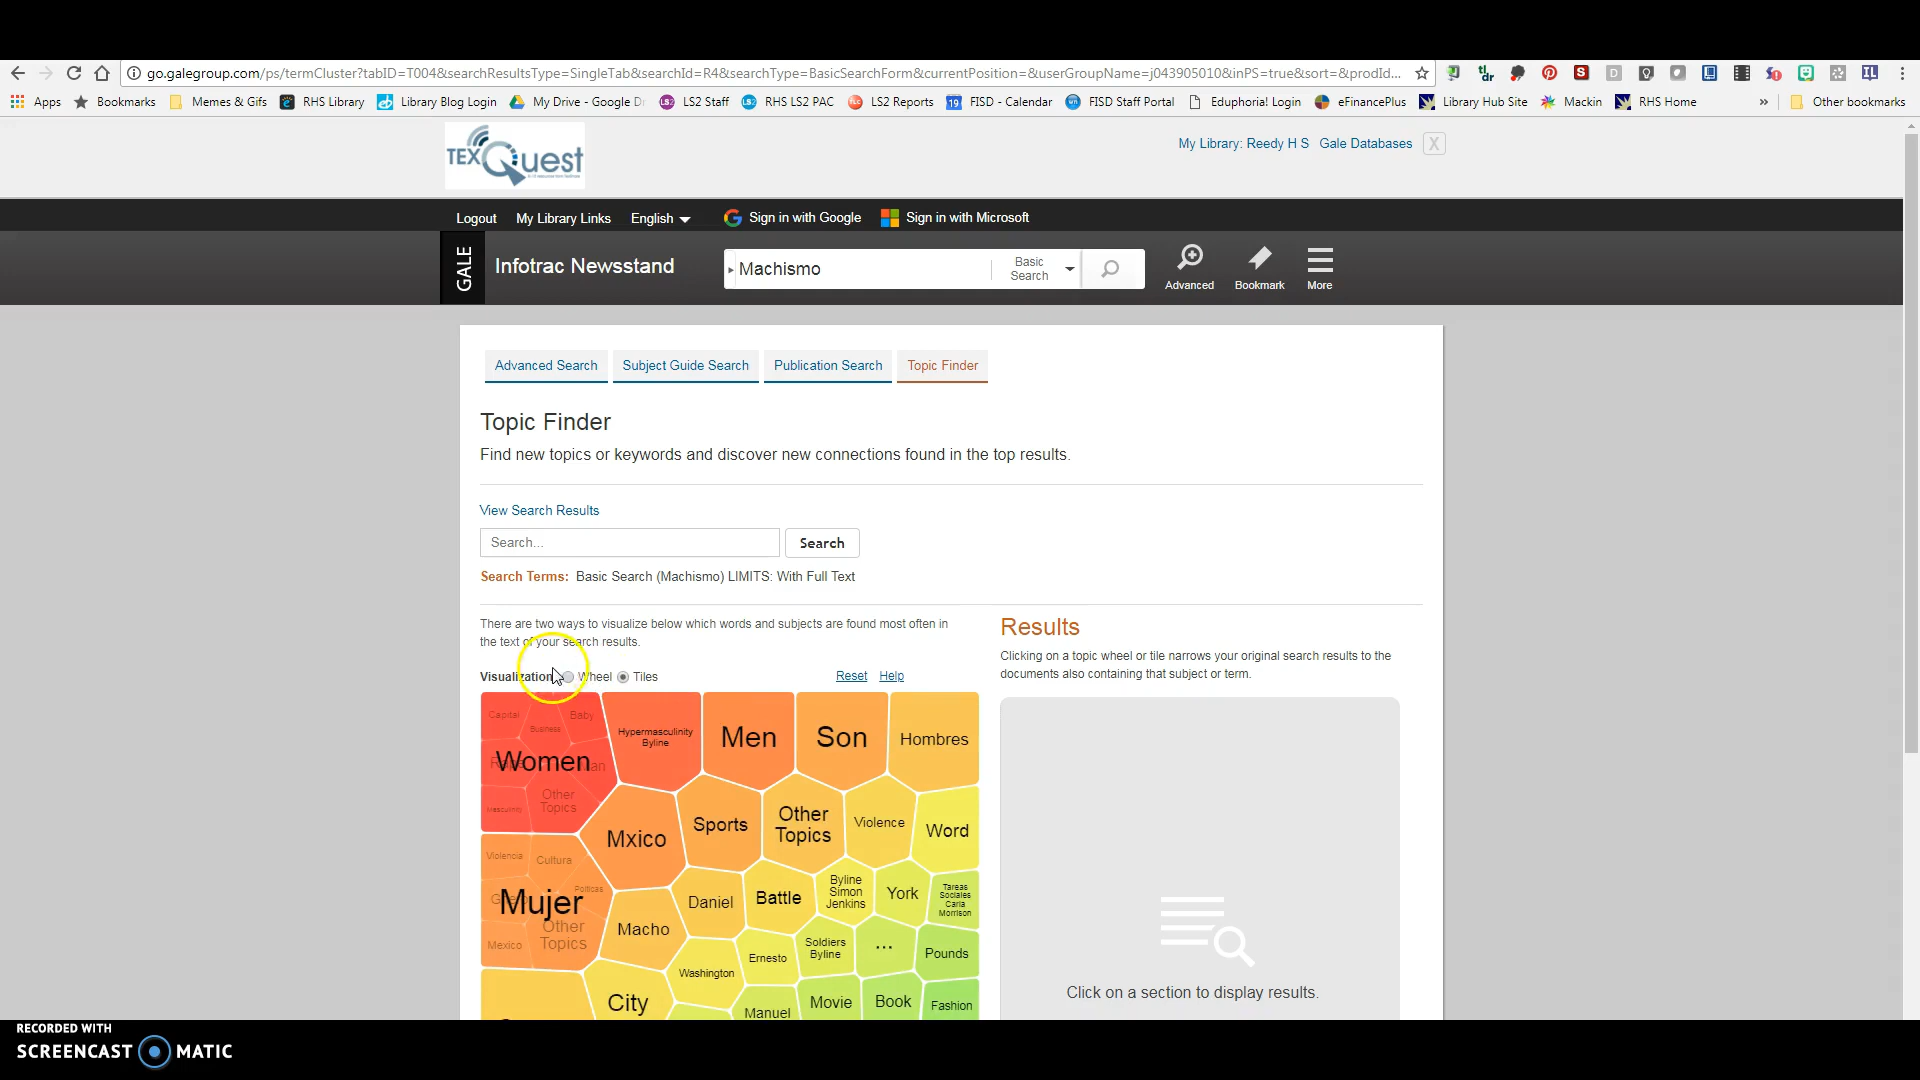 go.galegroup.com/ps/termCluster?tabID=T004&searchResultsType=SingleTab&searchId=R4&searchType=BasicSearchForm&currentPosition=&userGroupName=j043905010&inPS=true&sort=&prodId...
Apps Bookmarks Memes & Gifs RHS Library Library Blog Login My Drive - Google Dr LS2 Staff RHS LS2 PAC LS2 Reports FISD - Calendar FISD Staff Portal Eduphoria! Login eFinancePlus Library Hub Site Mackin RHS Home » Other bookmarks
TEXQuest
My Library: Reedy H S Gale Databases X
Logout My Library Links English Sign in with Google Sign in with Microsoft
GALE Infotrac Newsstand Machismo Basic Search Advanced Bookmark More
Advanced Search Subject Guide Search Publication Search Topic Finder
Topic Finder
Find new topics or keywords and discover new connections found in the top results.
View Search Results
Search... Search
Search Terms: Basic Search (Machismo) LIMITS: With Full Text
There are two ways to visualize below which words and subjects are found most often in
the text of your search results.
Visualization Wheel Tiles Reset Help
Results
Clicking on a topic wheel or tile narrows your original search results to the
documents also containing that subject or term.
Capital Business Baby
Women
Man
Masculinity Other Topics
Hypermasculinity Byline
Men
Son
Hombres
Mxico
Sports
Other Topics
Violence
Word
Violencia Cultura
Politicas
Mujer
Mexico Other Topics
Macho
Daniel
Battle
Byline Simon Jenkins
York
Tareas Sociales Carla Morrison
Washington
Ernesto
Soldiers Byline
...
Pounds
City
Manuel
Movie
Book
Fashion
Click on a section to display results.
RECORDED WITH
SCREENCAST MATIC